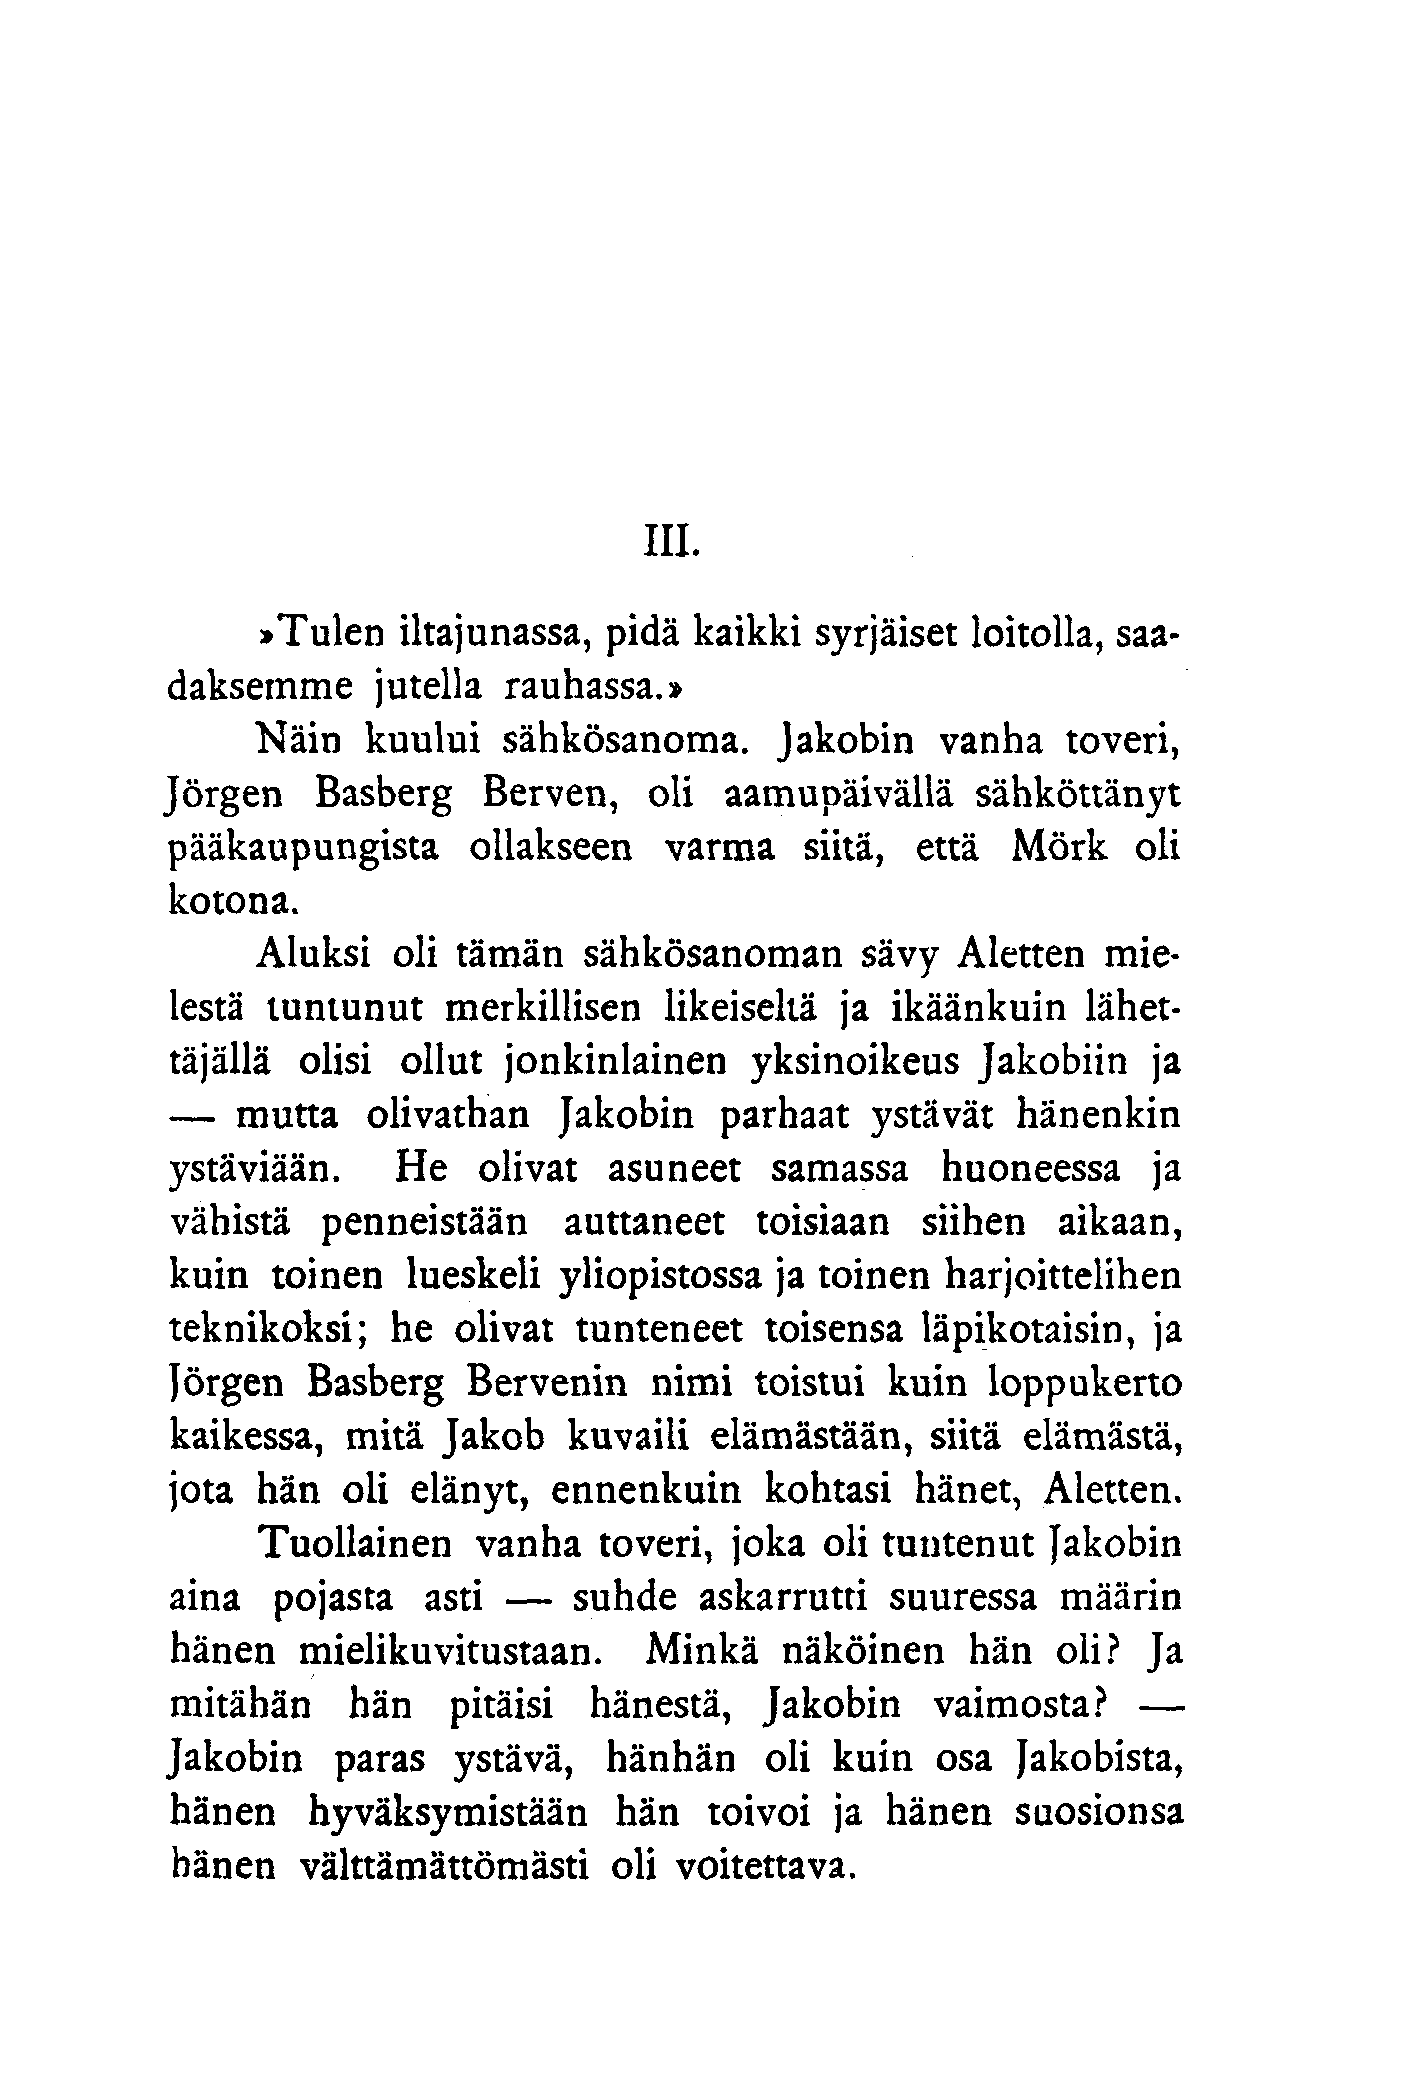 III.
»Tulen iltajunassa, pidä kaikki syrjäiset loitolla, saa-
daksemme jutella rauhassa.»
Näin kuului sähkösanoma. Jakobin vanha toveri,
Jörgen Basberg Berven, oli aamupäivällä sähköttänyt
pääkaupungista ollakseen varma siitä, että Mörk oli
kotona.
Aluksi oli tämän sähkösanoman sävy Aletten mie-
lestä tuntunut merkillisen likeiseltä ja ikäänkuin lähet-
täjällä olisi ollut jonkinlainen yksinoikeus Jakobiin ja
— mutta olivathan Jakobin parhaat ystävät hänenkin
ystäviään. He olivat asuneet samassa huoneessa ja
vähistä penneistään auttaneet toisiaan siihen aikaan,
kuin toinen lueskeli yliopistossa ja toinen harjoittelihen
teknikoksi; he olivat tunteneet toisensa läpikotaisin, ja
Jörgen Basberg Bervenin nimi toistui kuin loppukerto
kaikessa, mitä Jakob kuvaili elämästään, siitä elämästä,
jota hän oli elänyt, ennenkuin kohtasi hänet, Aletten.
Tuollainen vanha toveri, joka oli tuntenut Jakobin
aina pojasta asti — suhde askarrutti suuressa määrin
hänen mielikuvitustaan. Minkä näköinen hän oli? Ja
mitähän hän pitäisi hänestä, Jakobin vaimosta? —
Jakobin paras ystävä, hänhän oli kuin osa Jakobista,
hänen hyväksymistään hän toivoi ja hänen suosionsa
hänen välttämättömästi oli voitettava.